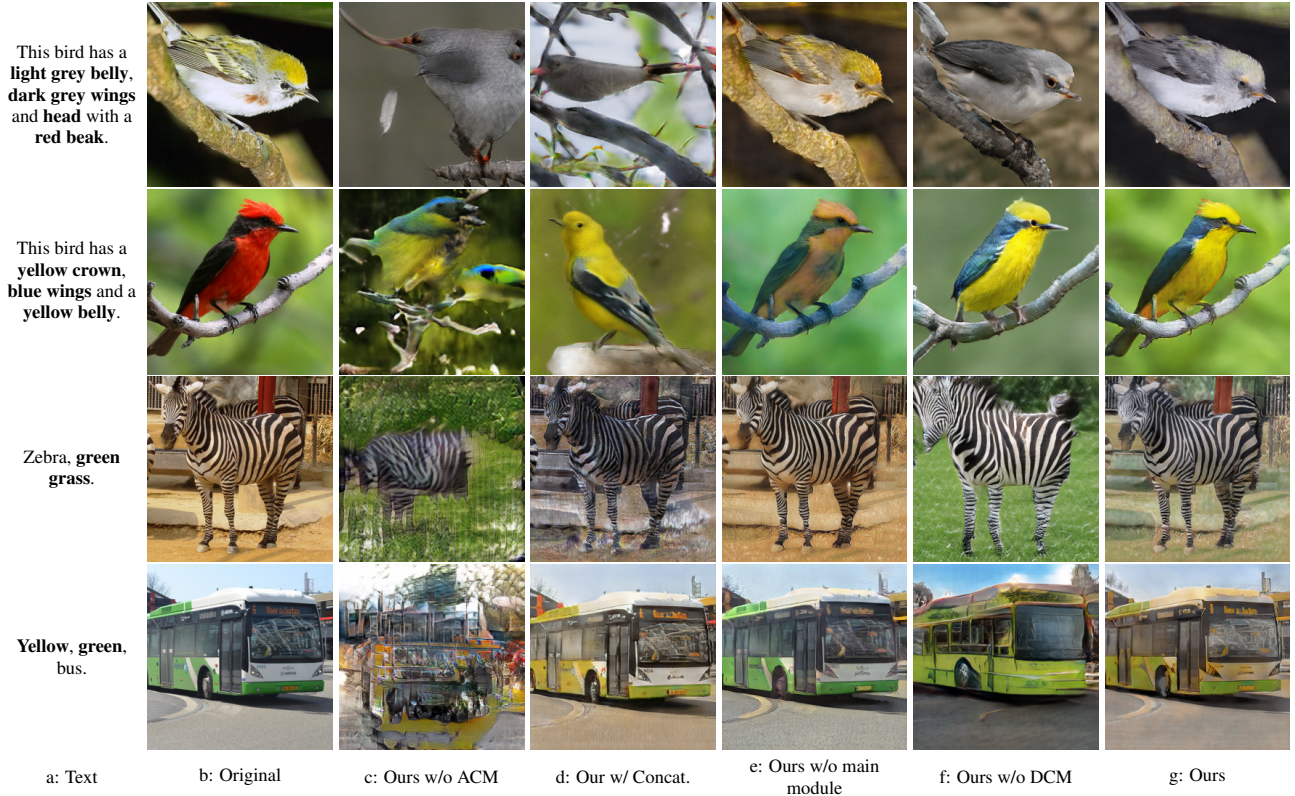 This bird has a
light grey belly,
dark grey wings
and head with a
red beak.
This bird has a
yellow crown,
blue wings and a
yellow belly.
Zebra, green
grass.
Yellow, green,
bus.
a: Text
b: Original
c: Ours w/o ACM
d: Our w/ Concat.
e: Ours w/o main
module
f: Ours w/o DCM
g: Ours